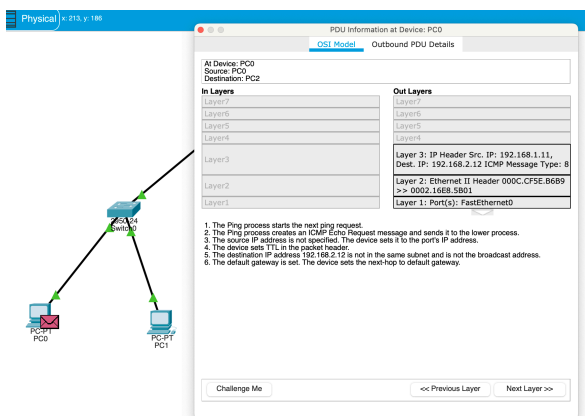 Physical x: 213, y: 186
PDU Information at Device: PC0
OSI Model Outbound PDU Details
At Device: PC0
Source: PC0
Destination: PC2
In Layers
Out Layers
Layer7
Layer7
Layer6
Layer6
Layer5
Layer5
Layer4
Layer4
Layer3
Layer 3: IP Header Src. IP: 192.168.1.11,
Dest. IP: 192.168.2.12 ICMP Message Type: 8
Layer2
Layer 2: Ethernet II Header 000C.CF5E.B6B9
>> 0002.16E8.5B01
Layer1
Layer 1: Port(s): FastEthernet0
1. The Ping process starts the next ping request.
2. The Ping process creates an ICMP Echo Request message and sends it to the lower process.
3. The source IP address is not specified. The device sets it to the port's IP address.
4. The device sets TTL in the packet header.
5. The destination IP address 192.168.2.12 is not in the same subnet and is not the broadcast address.
6. The default gateway is set. The device sets the next-hop to default gateway.
2950-24
Switch0
PC-PT
PC0
PC-PT
PC1
Challenge Me
<< Previous Layer
Next Layer >>